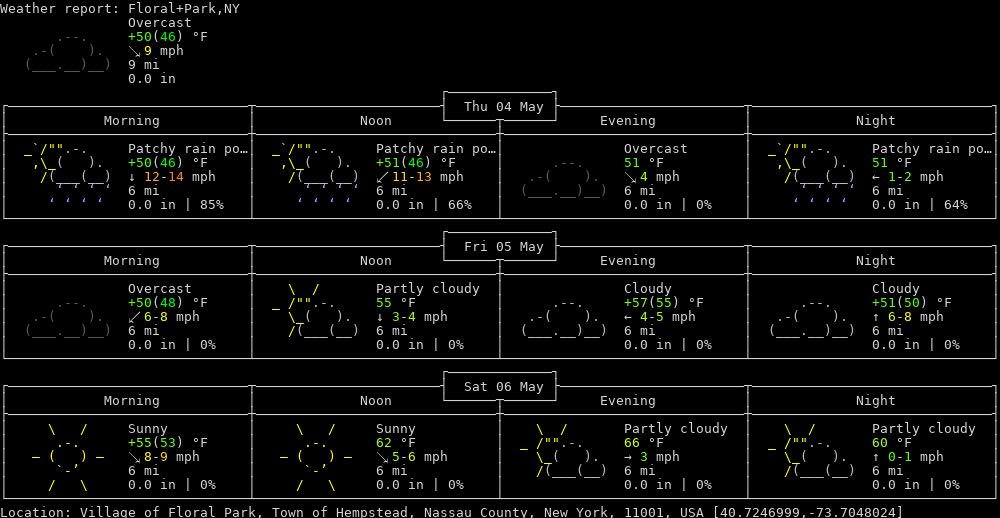 Weather report: Floral+Park,NY
Overcast
+50(46) °F
↘ 9 mph
9 mi
0.0 in
Thu 04 May
Morning Noon Evening Night
Patchy rain po… Patchy rain po… Overcast Patchy rain po…
+50(46) °F +51(46) °F 51 °F 51 °F
↓ 12-14 mph ↙ 11-13 mph ↘ 4 mph ← 1-2 mph
6 mi 6 mi 6 mi 6 mi
0.0 in | 85% 0.0 in | 66% 0.0 in | 0% 0.0 in | 64%
Fri 05 May
Morning Noon Evening Night
Overcast Partly cloudy Cloudy Cloudy
+50(48) °F 55 °F +57(55) °F +51(50) °F
↙ 6-8 mph ↓ 3-4 mph ← 4-5 mph ↑ 6-8 mph
6 mi 6 mi 6 mi 6 mi
0.0 in | 0% 0.0 in | 0% 0.0 in | 0% 0.0 in | 0%
Sat 06 May
Morning Noon Evening Night
Sunny Sunny Partly cloudy Partly cloudy
+55(53) °F 62 °F 66 °F 60 °F
↘ 8-9 mph ↘ 5-6 mph → 3 mph ↑ 0-1 mph
6 mi 6 mi 6 mi 6 mi
0.0 in | 0% 0.0 in | 0% 0.0 in | 0% 0.0 in | 0%
Location: Village of Floral Park, Town of Hempstead, Nassau County, New York, 11001, USA [40.7246999,-73.7048024]